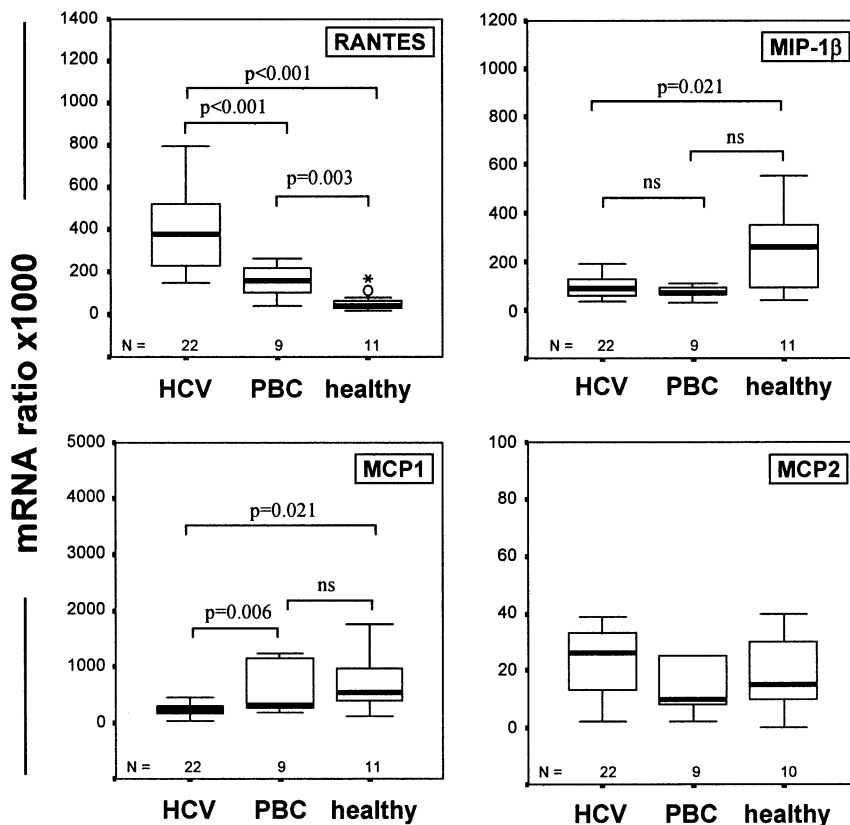 mRNA ratio x1000
RANTES
1400
1200
1000
800
600
400
200
0
p<0.001
p<0.001
p=0.003
*
N = 22 9 11
HCV PBC healthy
MIP-1β
1200
1000
800
600
400
200
0
p=0.021
ns
ns
N = 22 9 11
HCV PBC healthy
MCP1
5000
4000
3000
2000
1000
0
p=0.021
ns
p=0.006
N = 22 9 11
HCV PBC healthy
MCP2
100
80
60
40
20
0
N = 22 9 10
HCV PBC healthy